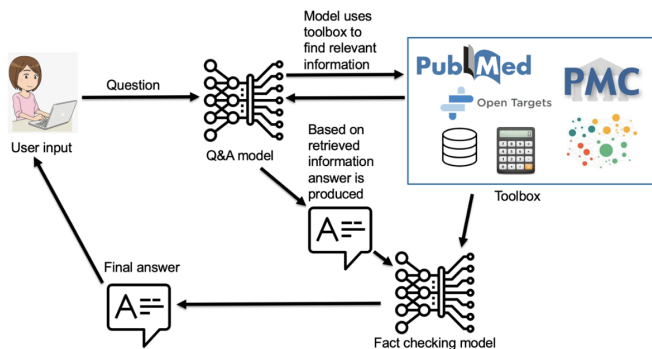 Model uses
toolbox to
find relevant
information
Question
PubMed
PMC
Open Targets
User input
Q&A model
Based on
retrieved
information
answer is
produced
Toolbox
A
Final answer
A
Fact checking model